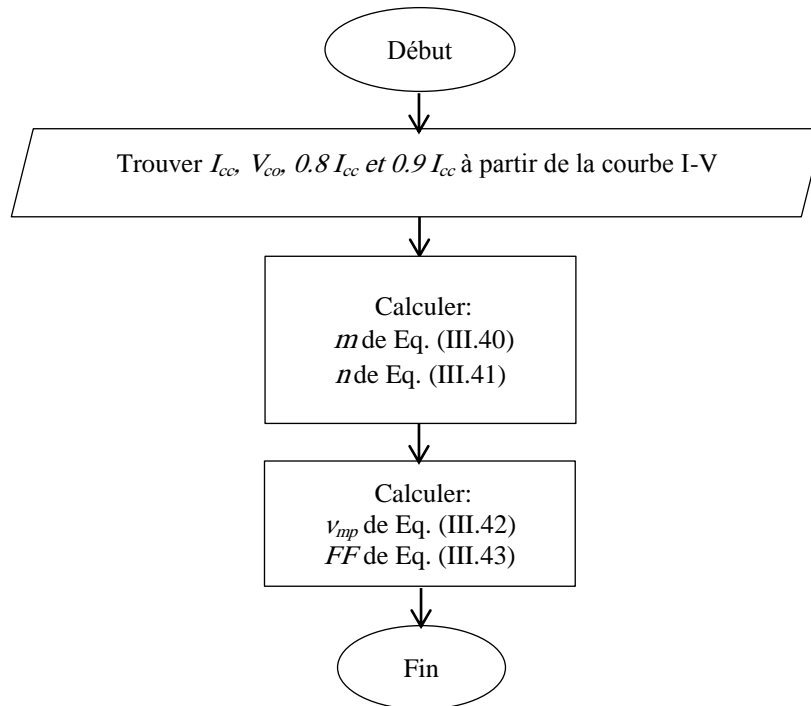 Début
Trouver Icc, Vco, 0.8 Icc et 0.9 Icc à partir de la courbe I-V
Calculer:
m de Eq. (III.40)
n de Eq. (III.41)
Calculer:
vmp de Eq. (III.42)
FF de Eq. (III.43)
Fin